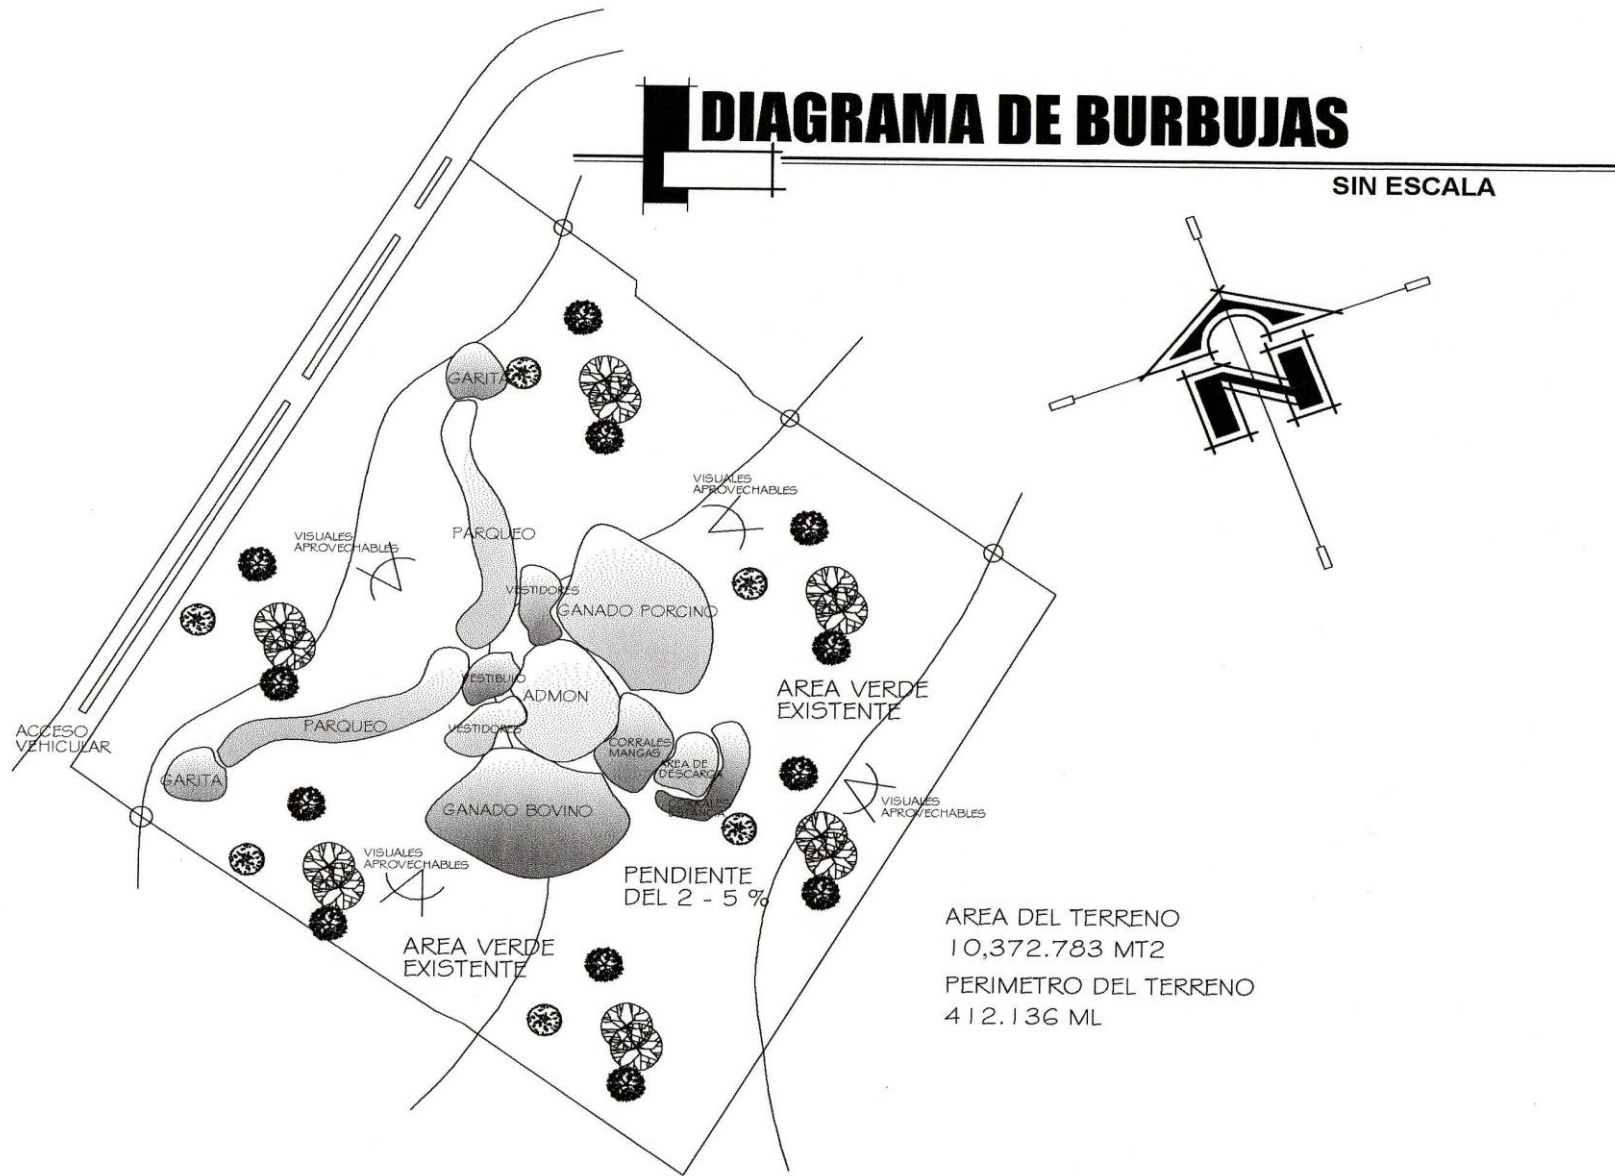 DIAGRAMA DE BURBUJAS
SIN ESCALA
N
GARITA
VISUALES
APROVECHABLES
PARQUEO
VISUALES
APROVECHABLES
VESTIDORES
GANADO PORCINO
VESTIBULO
ADMON
AREA VERDE
EXISTENTE
PARQUEO
VESTIDORES
ACCESO
VEHICULAR
CORRALES
MANGAS
AREA DE
DESCARGA
GARITA
GANADO BOVINO
CORRALES
ESTANCIA
VISUALES
APROVECHABLES
VISUALES
APROVECHABLES
PENDIENTE
DEL 2 - 5 %
AREA VERDE
EXISTENTE
AREA DEL TERRENO
10,372.783 MT2
PERIMETRO DEL TERRENO
412.136 ML